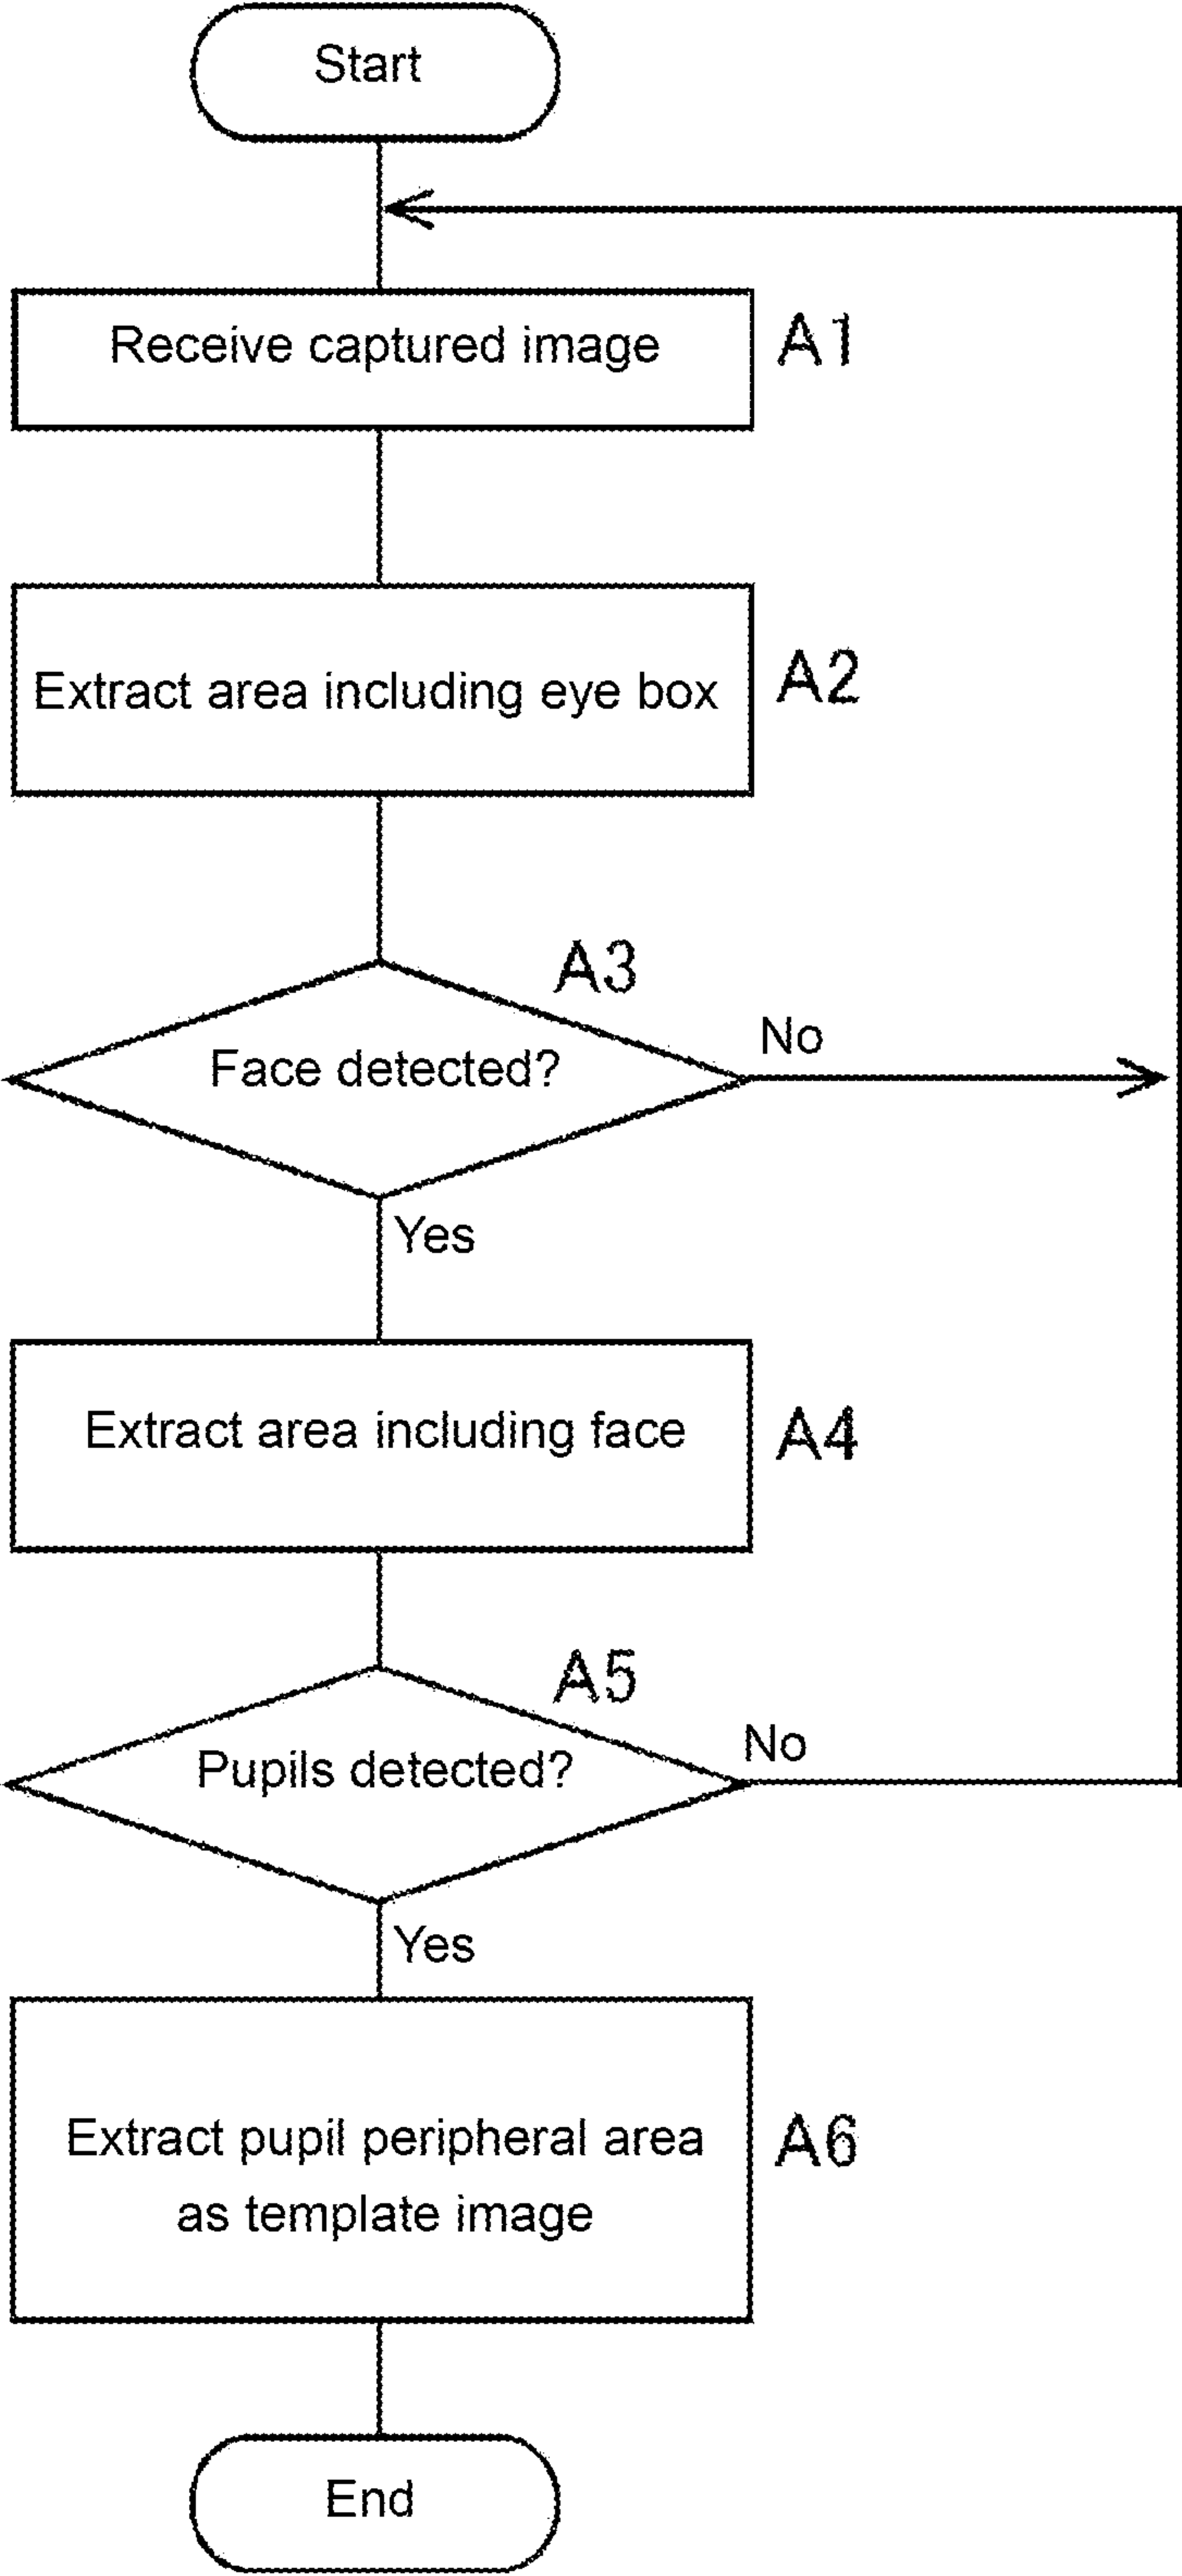 Start
Receive captured image
A1
Extract area including eye box
A2
A3
Face detected?
No
Yes
Extract area including face
A4
A5
Pupils detected?
No
Yes
Extract pupil peripheral area
as template image
A6
End